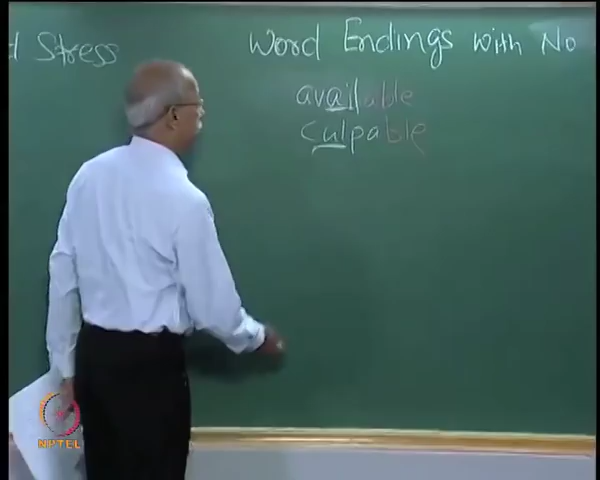 d Stress
Word Endings with No
available
culpable
NPTEL